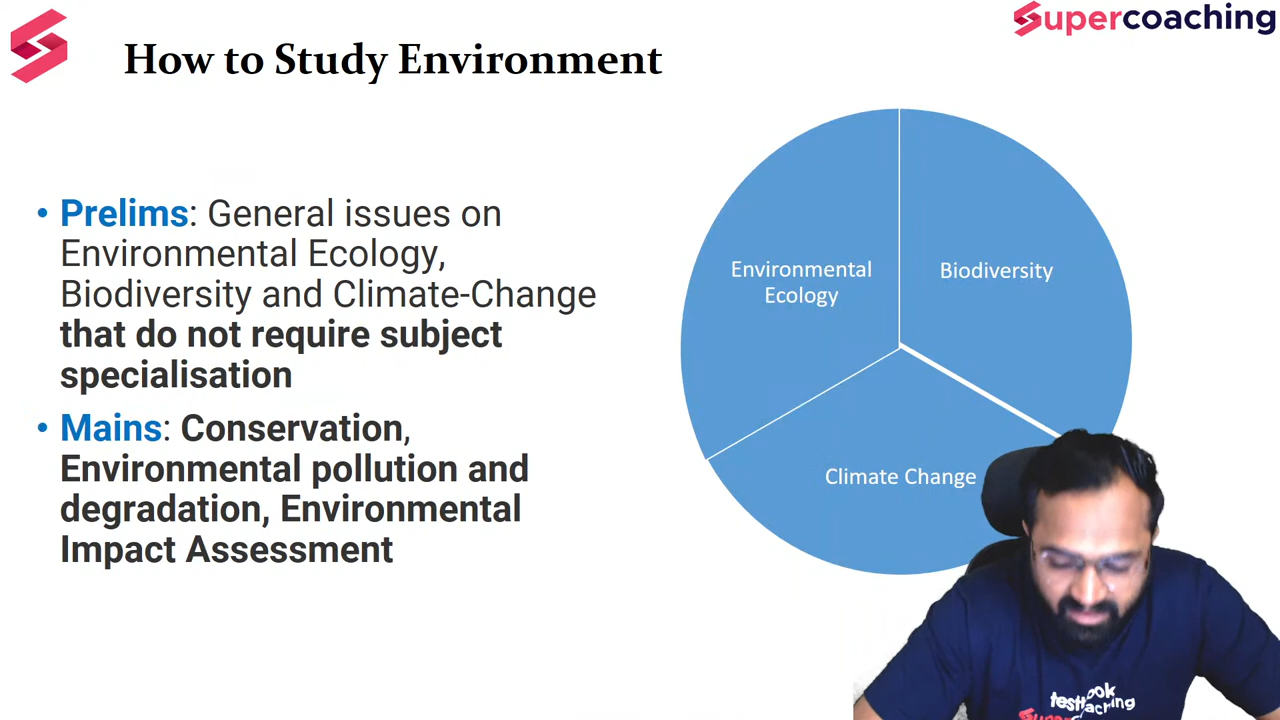 Supercoaching
How to Study Environment
• Prelims: General issues on
Environmental Ecology,
Biodiversity and Climate-Change
that do not require subject
specialisation
• Mains: Conservation,
Environmental pollution and
degradation, Environmental
Impact Assessment
Environmental
Ecology
Biodiversity
Climate Change